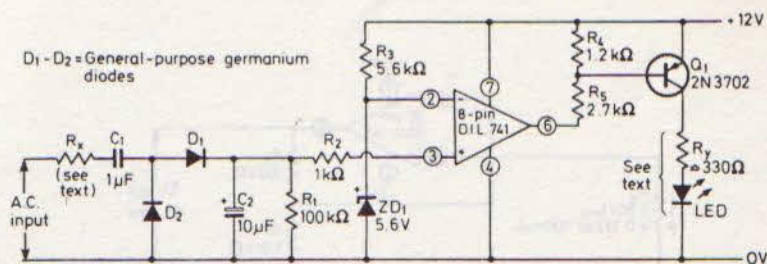 D₁-D₂ = General-purpose germanium
diodes
Rₓ
(see
text)
C₁
1μF
D₁
D₂
A.C.
input
C₂
+
10μF
R₁
100kΩ
R₂
1kΩ
R₃
5.6kΩ
ZD₁
5.6V
+
2
-
3
+
7
8-pin
D.I.L. 741
4
6
R₄
1.2kΩ
R₅
2.7kΩ
+12V
Q₁
2N3702
See
text
Rᵧ
330Ω
LED
0V